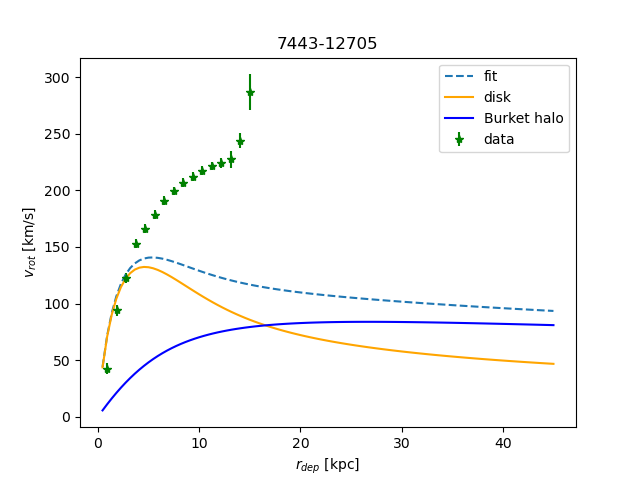 7443-12705
300
250
200
150
100
50
0
v_rot [km/s]
fit
disk
Burket halo
data
0 10 20 30 40
r_dep [kpc]